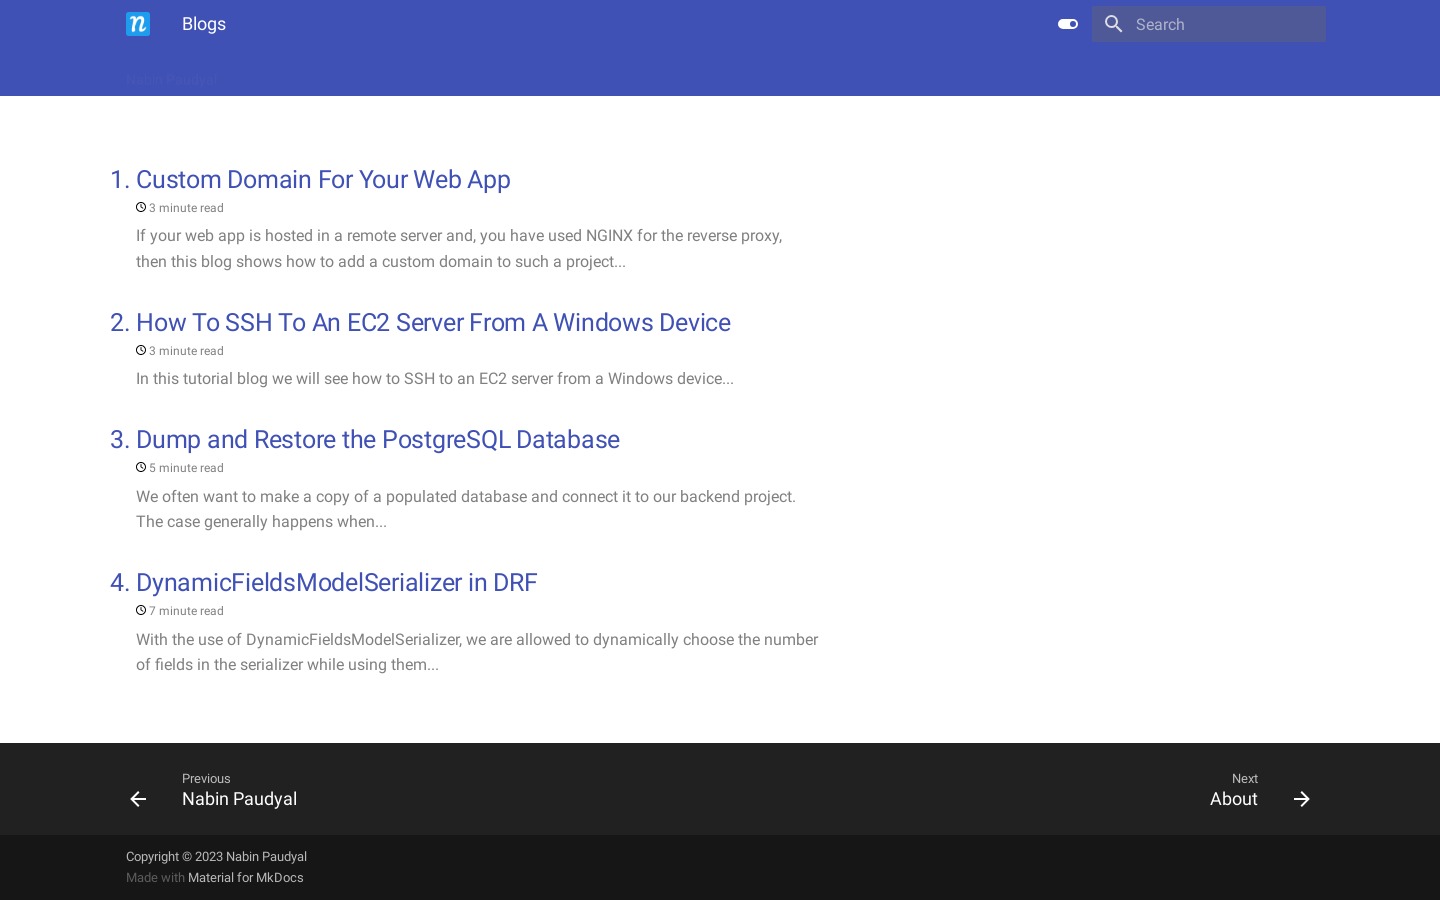 n
Blogs
Search
1. Custom Domain For Your Web App
3 minute read
If your web app is hosted in a remote server and, you have used NGINX for the reverse proxy,
then this blog shows how to add a custom domain to such a project...
2. How To SSH To An EC2 Server From A Windows Device
3 minute read
In this tutorial blog we will see how to SSH to an EC2 server from a Windows device...
3. Dump and Restore the PostgreSQL Database
5 minute read
We often want to make a copy of a populated database and connect it to our backend project.
The case generally happens when...
4. DynamicFieldsModelSerializer in DRF
7 minute read
With the use of DynamicFieldsModelSerializer, we are allowed to dynamically choose the number
of fields in the serializer while using them...
Previous
Nabin Paudyal
Next
About
Copyright © 2023 Nabin Paudyal
Made with Material for MkDocs